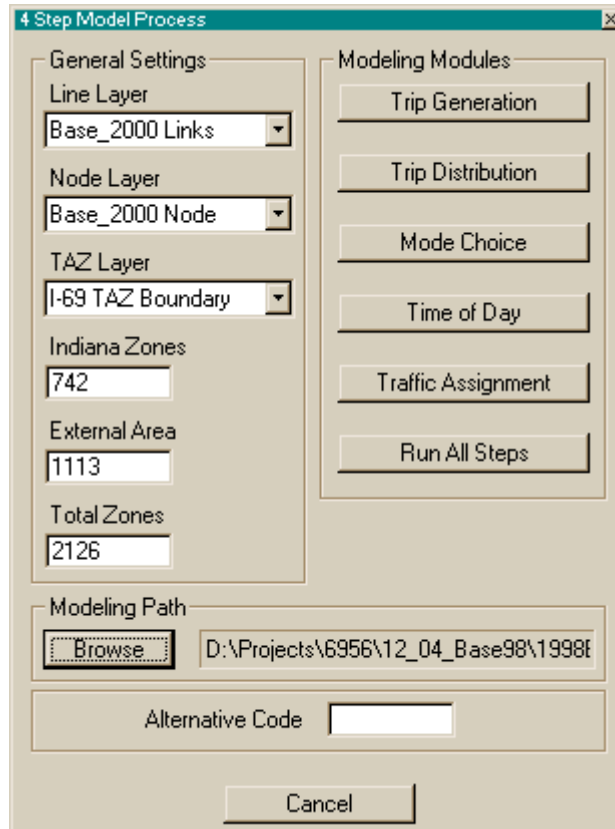 4 Step Model Process
General Settings
Line Layer
Base_2000 Links
Node Layer
Base_2000 Node
TAZ Layer
I-69 TAZ Boundary
Indiana Zones
742
External Area
1113
Total Zones
2126
Modeling Modules
Trip Generation
Trip Distribution
Mode Choice
Time of Day
Traffic Assignment
Run All Steps
Modeling Path
Browse
D:\Projects\6956\12_04_Base98\1998
Alternative Code
Cancel